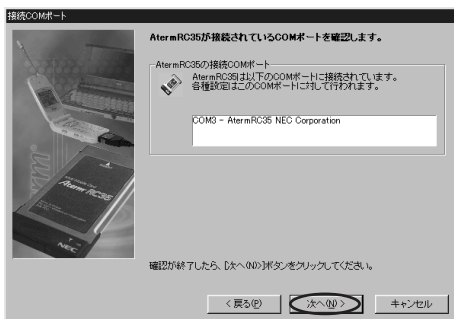 接続COMポート
AtermRC35が接続されているCOMポートを確認します。
AtermRC35の接続COMポート
AtermRC35は以下のCOMポートに接続されています。
各種設定はこのCOMポートに対して行われます。
COM3 - AtermRC35 NEC Corporation
Aterm RC35
NEC
確認が終了したら、[次へ(N)>]ボタンをクリックしてください。
< 戻る(P)
次へ(N) >
キャンセル